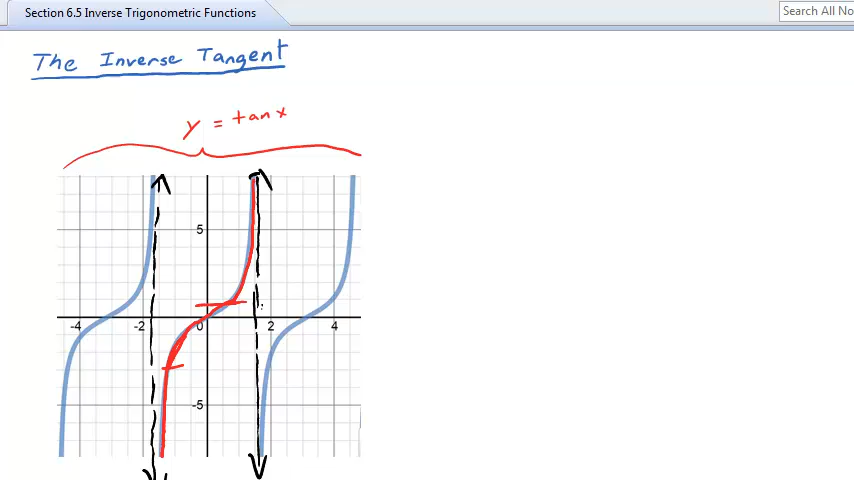 Section 6.5 Inverse Trigonometric Functions
Search All No
The Inverse Tangent
y = tan x
5
-4 -2 0 2 4
-5